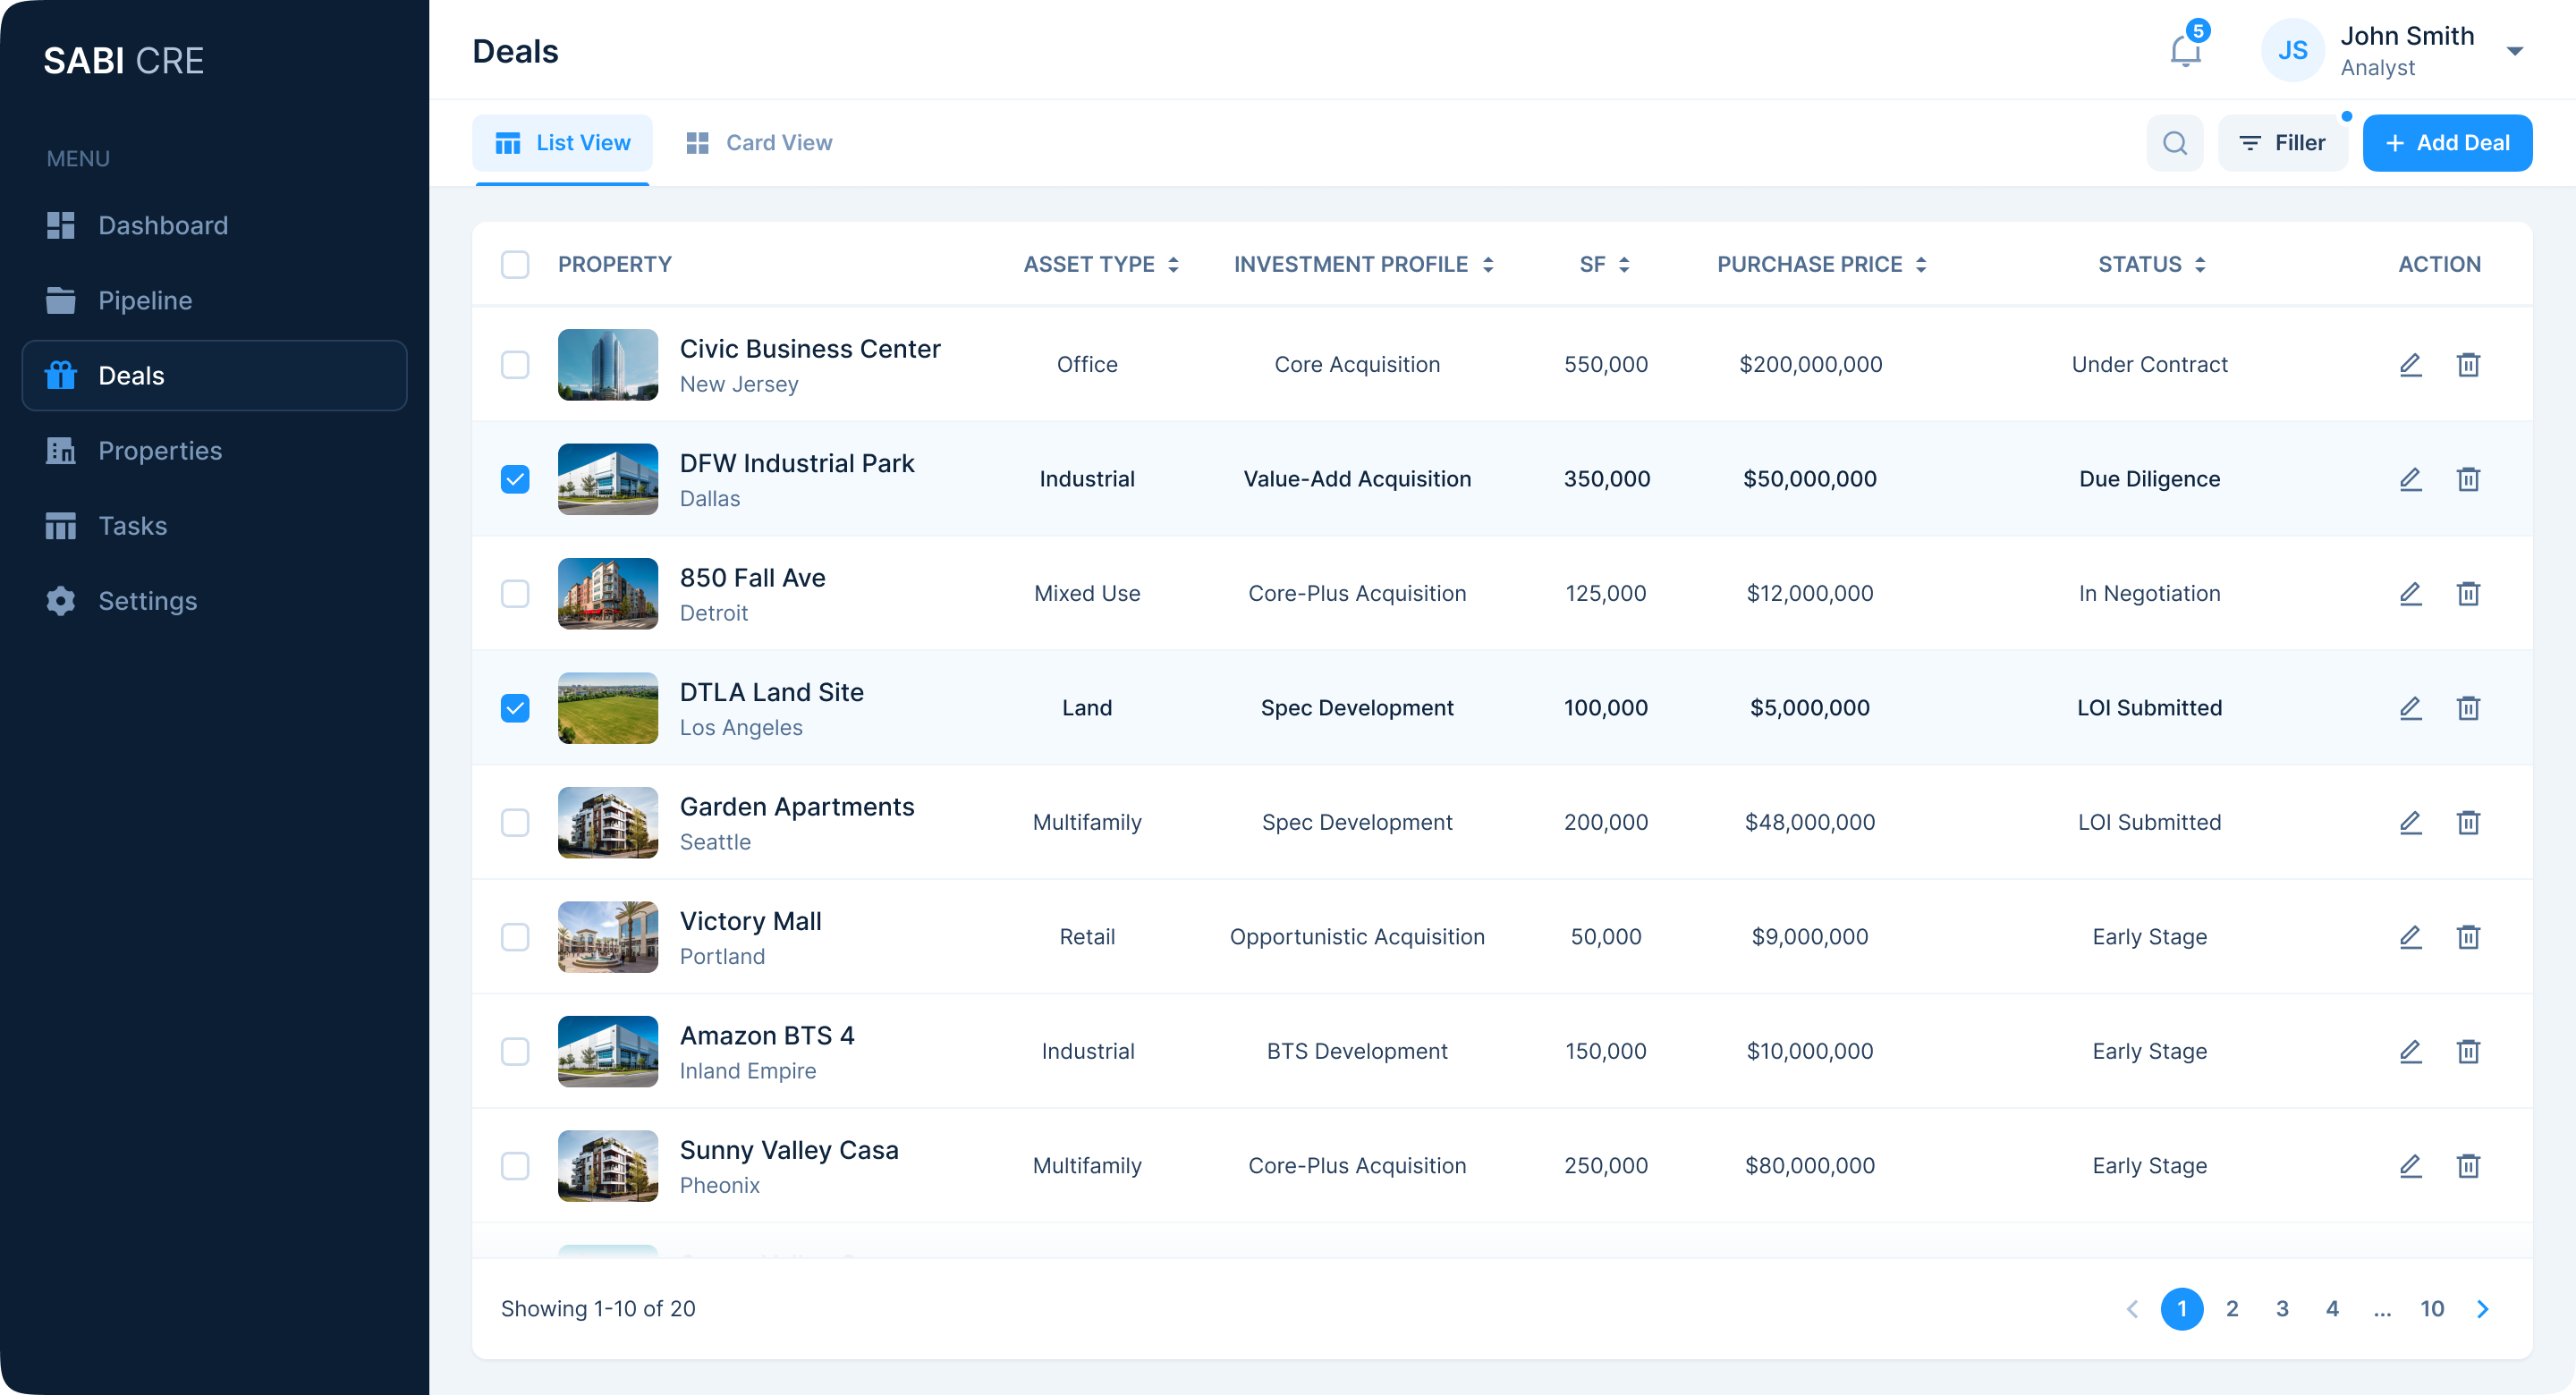 SABI CRE
MENU
Dashboard
Pipeline
Deals
Properties
Tasks
Settings
Deals
5
JS
John Smith
Analyst
List View
Card View
Filler
Add Deal
PROPERTY ASSET TYPE INVESTMENT PROFILE SF PURCHASE PRICE STATUS ACTION
Civic Business Center
New Jersey
Office Core Acquisition 550,000 $200,000,000 Under Contract
DFW Industrial Park
Dallas
Industrial Value-Add Acquisition 350,000 $50,000,000 Due Diligence
850 Fall Ave
Detroit
Mixed Use Core-Plus Acquisition 125,000 $12,000,000 In Negotiation
DTLA Land Site
Los Angeles
Land Spec Development 100,000 $5,000,000 LOI Submitted
Garden Apartments
Seattle
Multifamily Spec Development 200,000 $48,000,000 LOI Submitted
Victory Mall
Portland
Retail Opportunistic Acquisition 50,000 $9,000,000 Early Stage
Amazon BTS 4
Inland Empire
Industrial BTS Development 150,000 $10,000,000 Early Stage
Sunny Valley Casa
Pheonix
Multifamily Core-Plus Acquisition 250,000 $80,000,000 Early Stage
Showing 1-10 of 20
1 2 3 4 ... 10